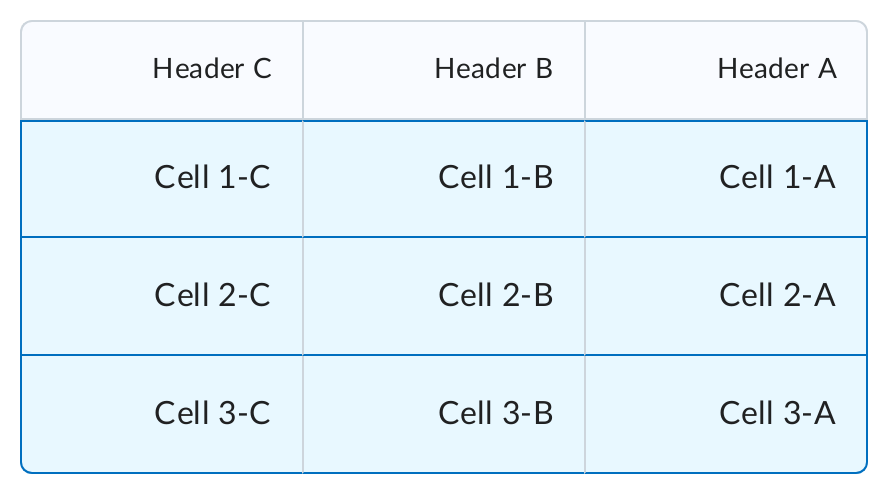 Header C Header B Header A
Cell 1-C Cell 1-B Cell 1-A
Cell 2-C Cell 2-B Cell 2-A
Cell 3-C Cell 3-B Cell 3-A